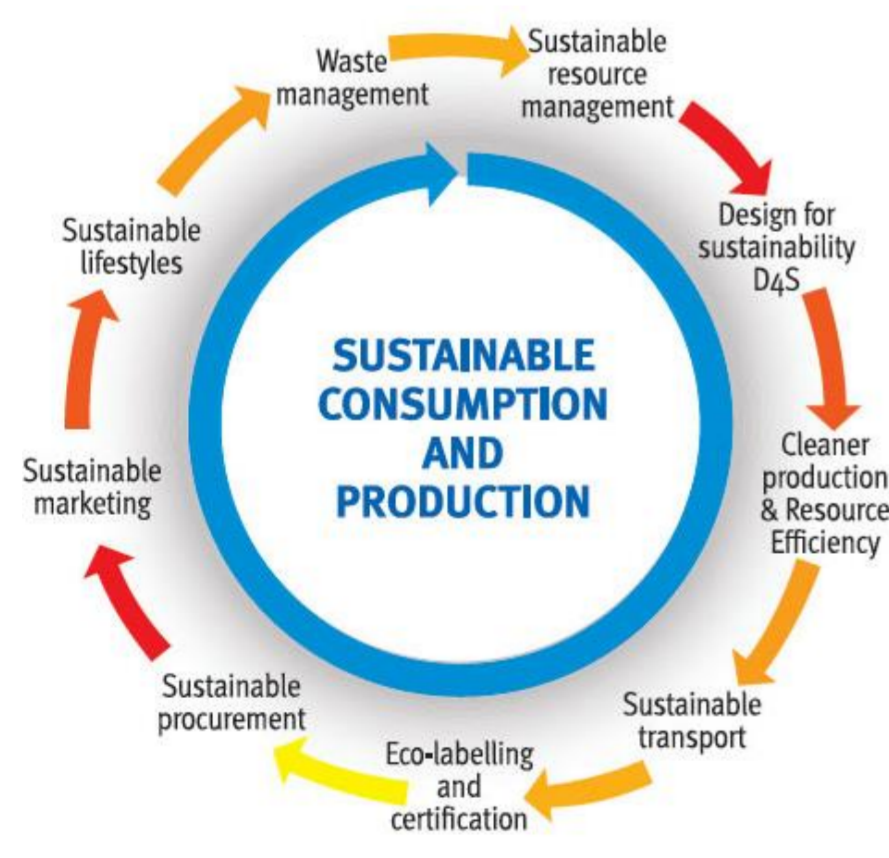 Waste
management
Sustainable
resource
management
Design for
sustainability
D4S
Cleaner
production
& Resource
Efficiency
Sustainable
transport
Eco-labelling
and
certification
Sustainable
procurement
Sustainable
marketing
Sustainable
lifestyles
SUSTAINABLE
CONSUMPTION
AND
PRODUCTION